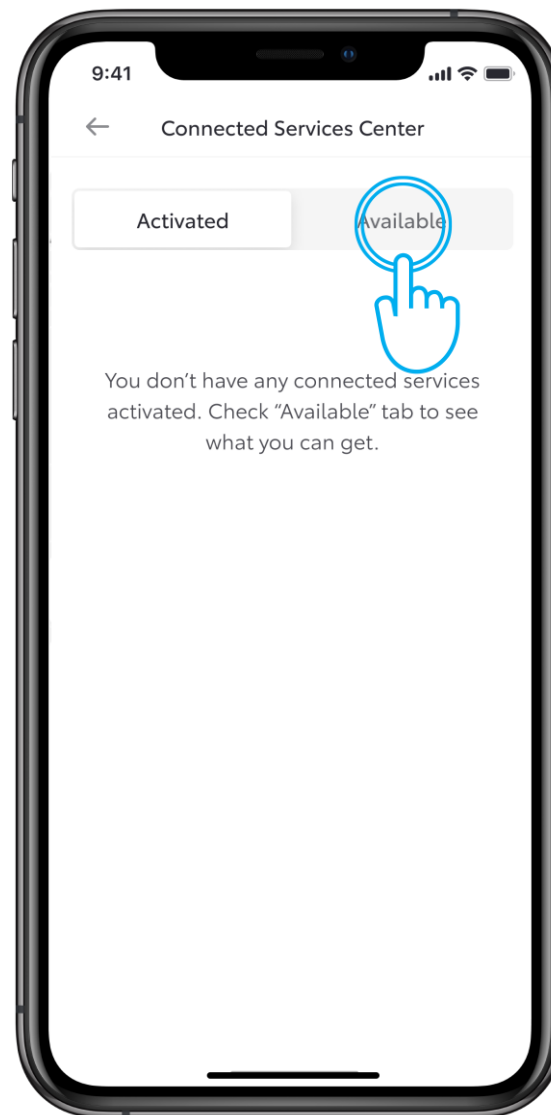 9:41
Connected Services Center
Activated
Available
You don’t have any connected services
activated. Check “Available” tab to see
what you can get.